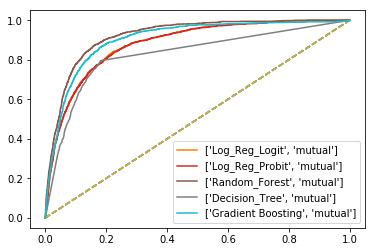 1.0
0.8
0.6
0.4
0.2
0.0
['Log_Reg_Logit', 'mutual']
['Log_Reg_Probit', 'mutual']
['Random_Forest', 'mutual']
['Decision_Tree', 'mutual']
['Gradient Boosting', 'mutual']
0.0 0.2 0.4 0.6 0.8 1.0